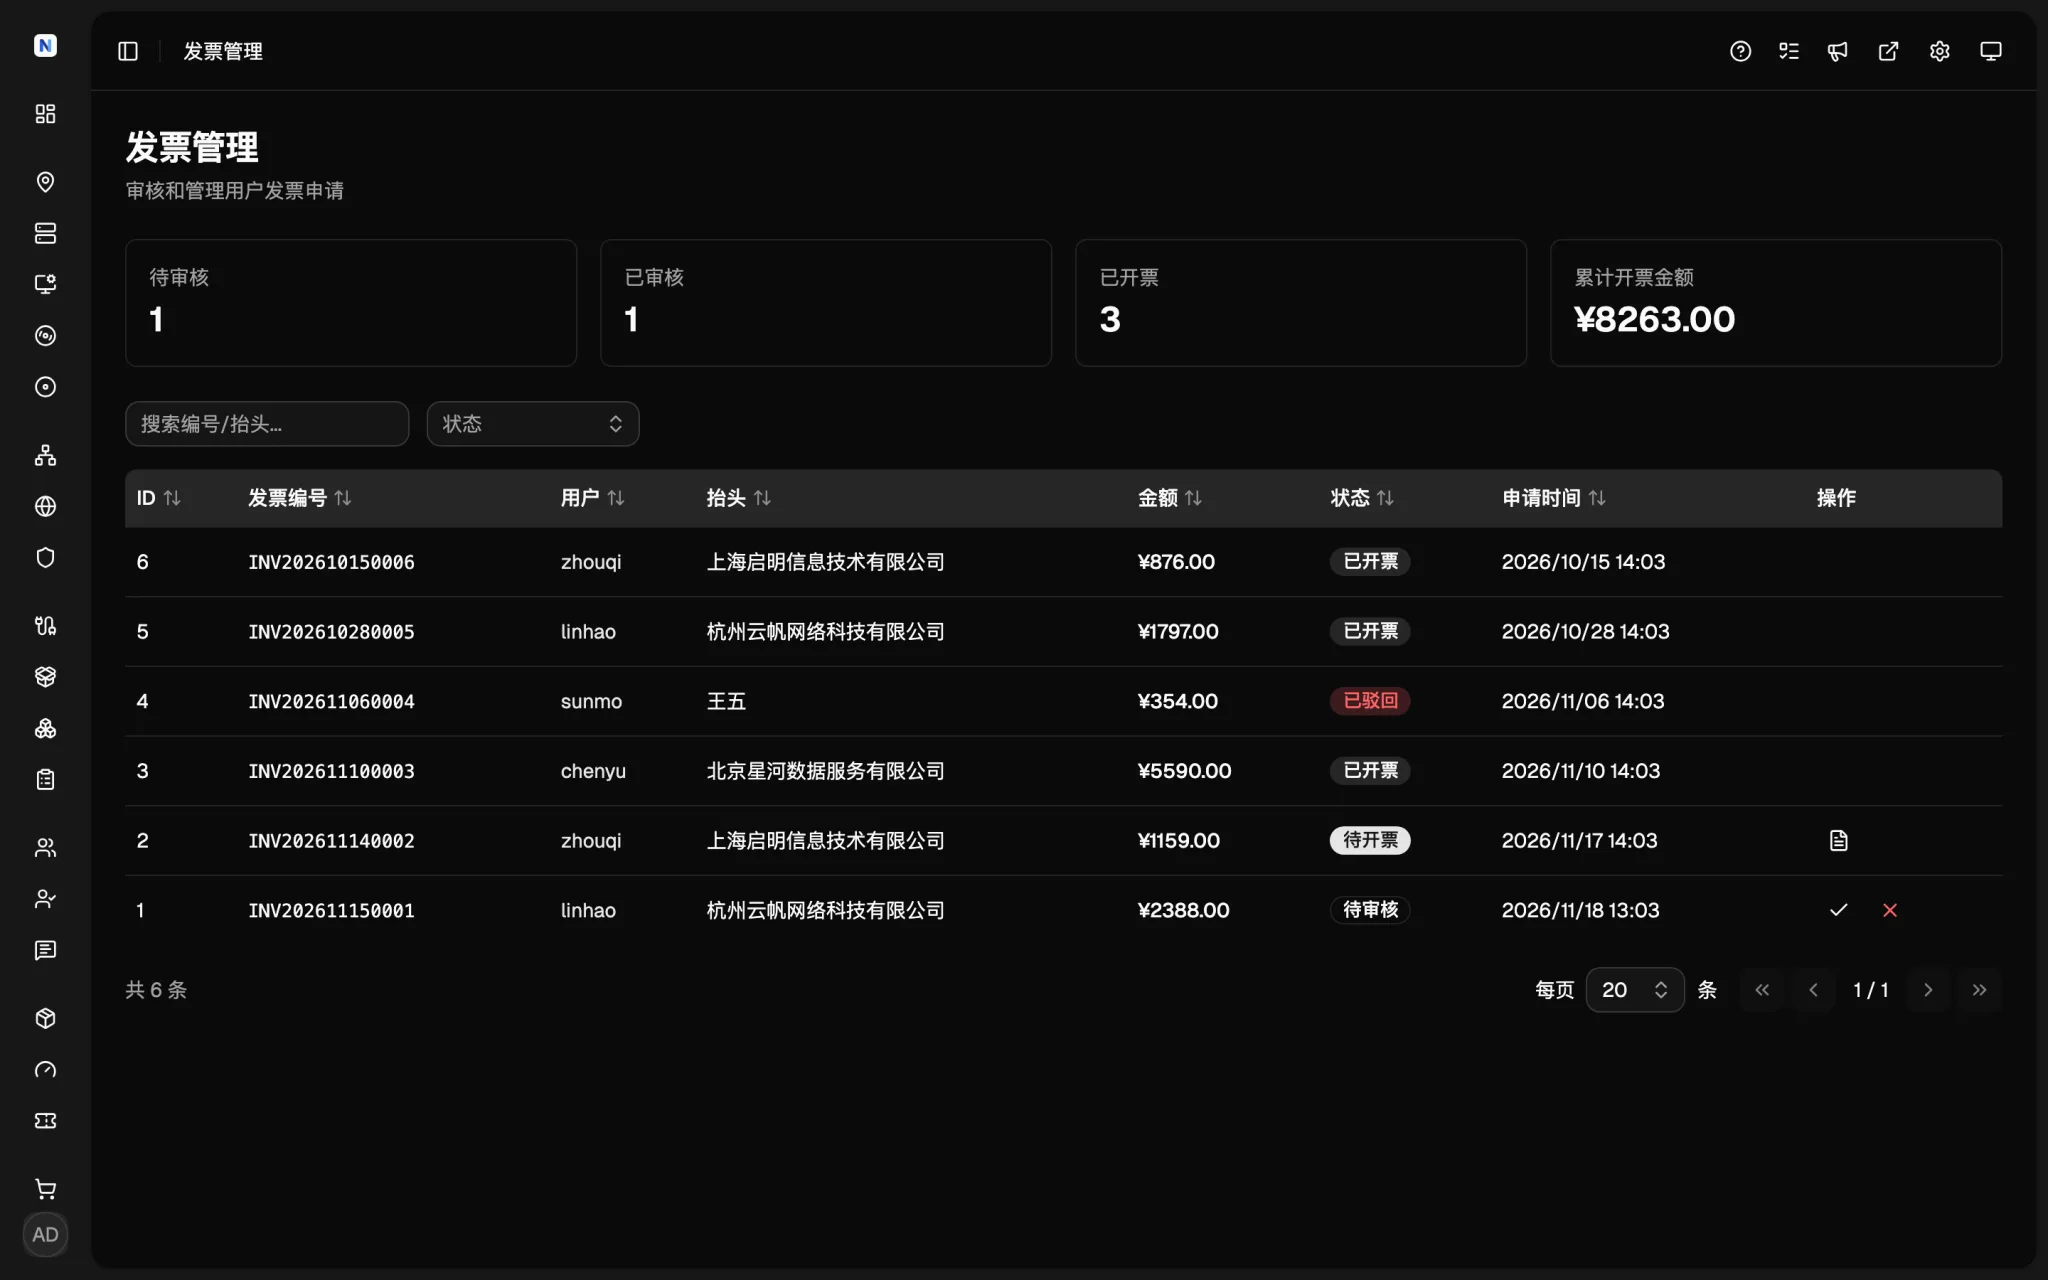 N
发票管理
发票管理
审核和管理用户发票申请
待审核
1
已审核
1
已开票
3
累计开票金额
¥8263.00
搜索编号/抬头...
状态
ID 发票编号 用户 抬头 金额 状态 申请时间 操作
6 INV202610150006 zhouqi 上海启明信息技术有限公司 ¥876.00 已开票 2026/10/15 14:03
5 INV202610280005 linhao 杭州云帆网络科技有限公司 ¥1797.00 已开票 2026/10/28 14:03
4 INV202611060004 sunmo 王五 ¥354.00 已驳回 2026/11/06 14:03
3 INV202611100003 chenyu 北京星河数据服务有限公司 ¥5590.00 已开票 2026/11/10 14:03
2 INV202611140002 zhouqi 上海启明信息技术有限公司 ¥1159.00 待开票 2026/11/17 14:03
1 INV202611150001 linhao 杭州云帆网络科技有限公司 ¥2388.00 待审核 2026/11/18 13:03
共 6 条
每页 20 条 1 / 1
AD